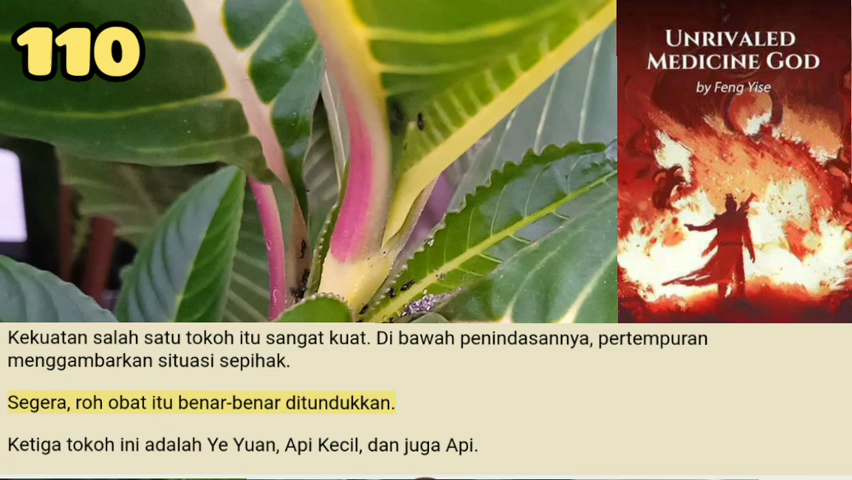 110
UNRIVALED
MEDICINE GOD
by Feng Yise
Kekuatan salah satu tokoh itu sangat kuat. Di bawah penindasannya, pertempuran
menggambarkan situasi sepihak.
Segera, roh obat itu benar-benar ditundukkan.
Ketiga tokoh ini adalah Ye Yuan, Api Kecil, dan juga Api.